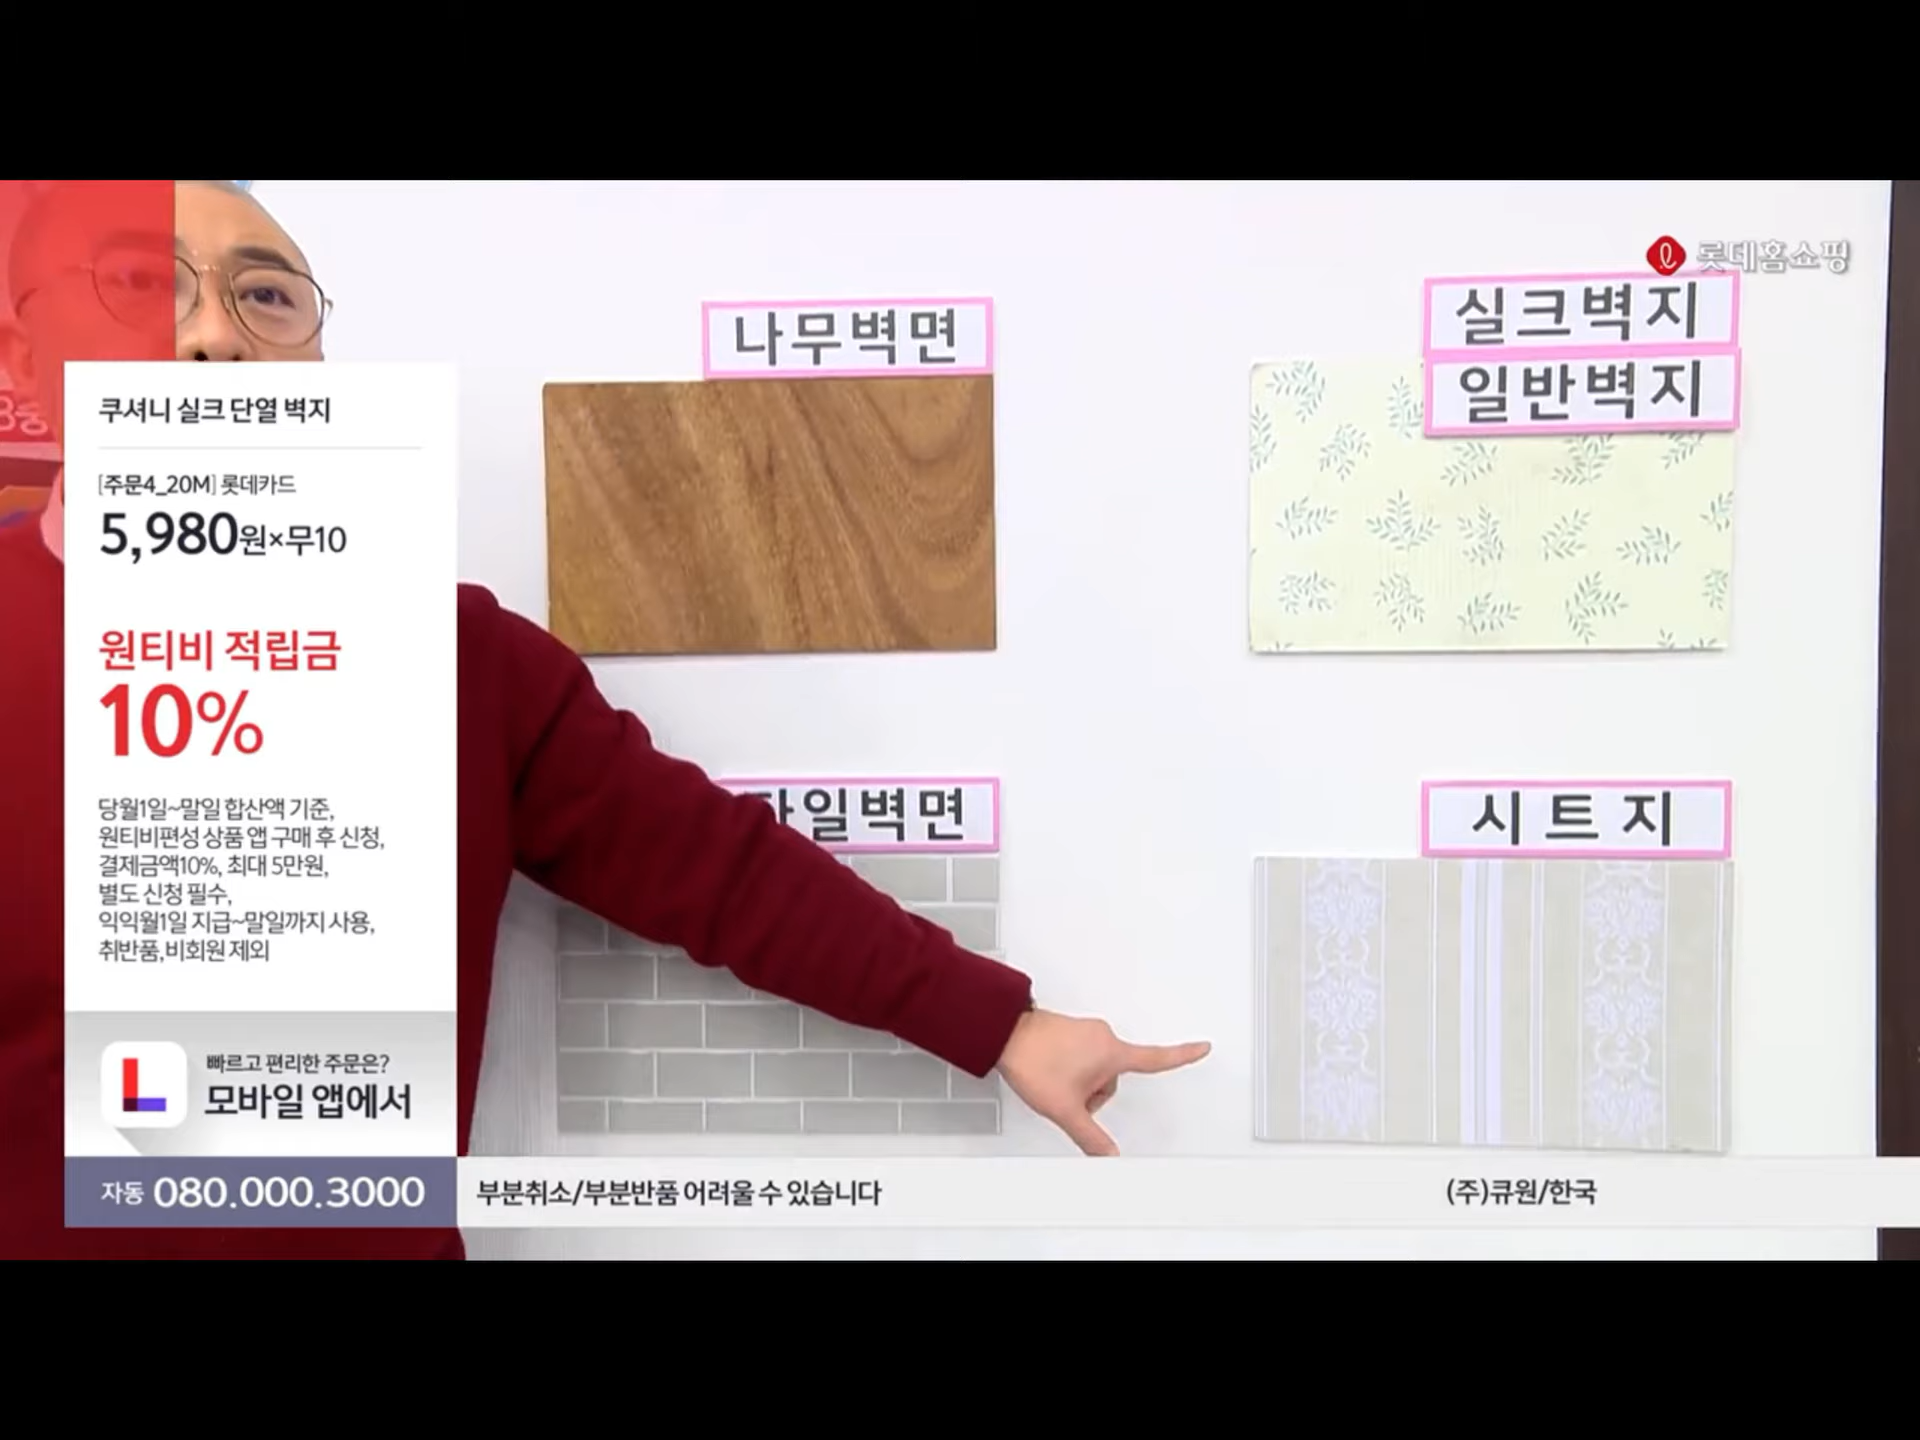 롯데홈쇼핑
나무벽면
실크벽지
일반벽지
쿠셔니 실크 단열 벽지
[주문4_20M] 롯데카드
5,980원×무10
원티비 적립금
10%
당월1일~말일 합산액 기준,
원티비편성 상품 앱 구매 후 신청,
결제금액10%, 최대 5만원,
별도 신청 필수,
익익월1일 지급~말일까지 사용,
취반품,비회원 제외
일벽면
시트지
빠르고 편리한 주문은?
모바일 앱에서
자동 080.000.3000
부분취소/부분반품 어려울 수 있습니다
(주)큐원/한국